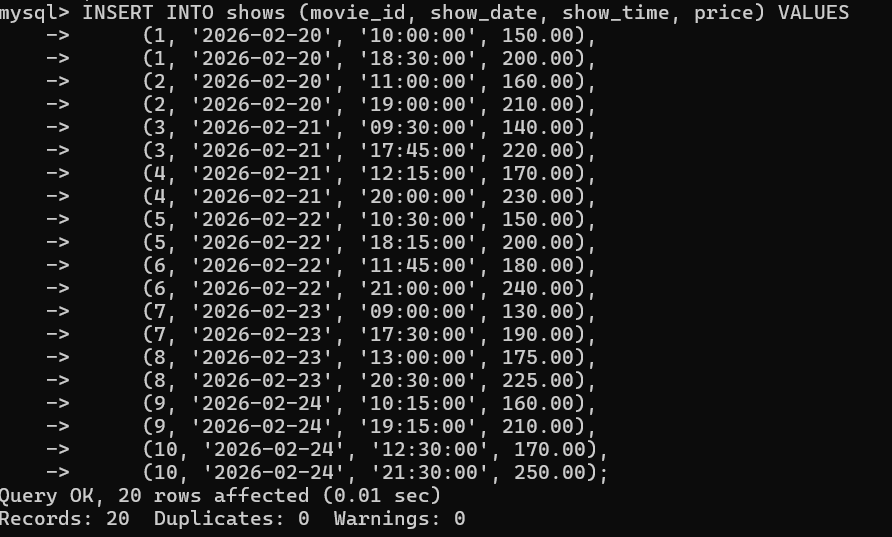 mysql> INSERT INTO shows (movie_id, show_date, show_time, price) VALUES
    ->      (1, '2026-02-20', '10:00:00', 150.00),
    ->      (1, '2026-02-20', '18:30:00', 200.00),
    ->      (2, '2026-02-20', '11:00:00', 160.00),
    ->      (2, '2026-02-20', '19:00:00', 210.00),
    ->      (3, '2026-02-21', '09:30:00', 140.00),
    ->      (3, '2026-02-21', '17:45:00', 220.00),
    ->      (4, '2026-02-21', '12:15:00', 170.00),
    ->      (4, '2026-02-21', '20:00:00', 230.00),
    ->      (5, '2026-02-22', '10:30:00', 150.00),
    ->      (5, '2026-02-22', '18:15:00', 200.00),
    ->      (6, '2026-02-22', '11:45:00', 180.00),
    ->      (6, '2026-02-22', '21:00:00', 240.00),
    ->      (7, '2026-02-23', '09:00:00', 130.00),
    ->      (7, '2026-02-23', '17:30:00', 190.00),
    ->      (8, '2026-02-23', '13:00:00', 175.00),
    ->      (8, '2026-02-23', '20:30:00', 225.00),
    ->      (9, '2026-02-24', '10:15:00', 160.00),
    ->      (9, '2026-02-24', '19:15:00', 210.00),
    ->      (10, '2026-02-24', '12:30:00', 170.00),
    ->      (10, '2026-02-24', '21:30:00', 250.00);
Query OK, 20 rows affected (0.01 sec)
Records: 20  Duplicates: 0  Warnings: 0